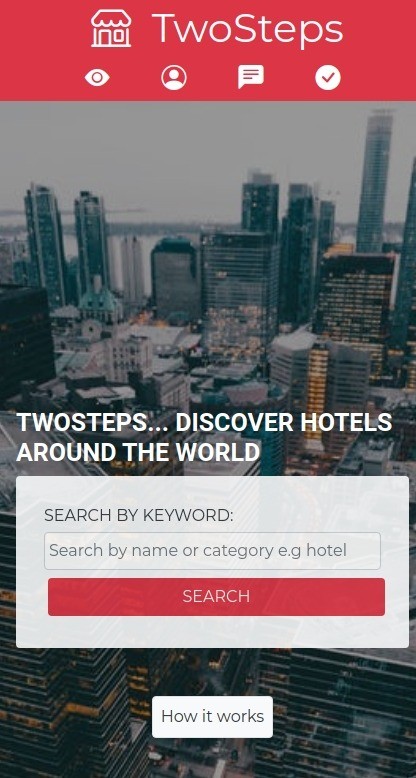 TwoSteps
TWOSTEPS... DISCOVER HOTELS
AROUND THE WORLD
SEARCH BY KEYWORD:
Search by name or category e.g hotel
SEARCH
How it works